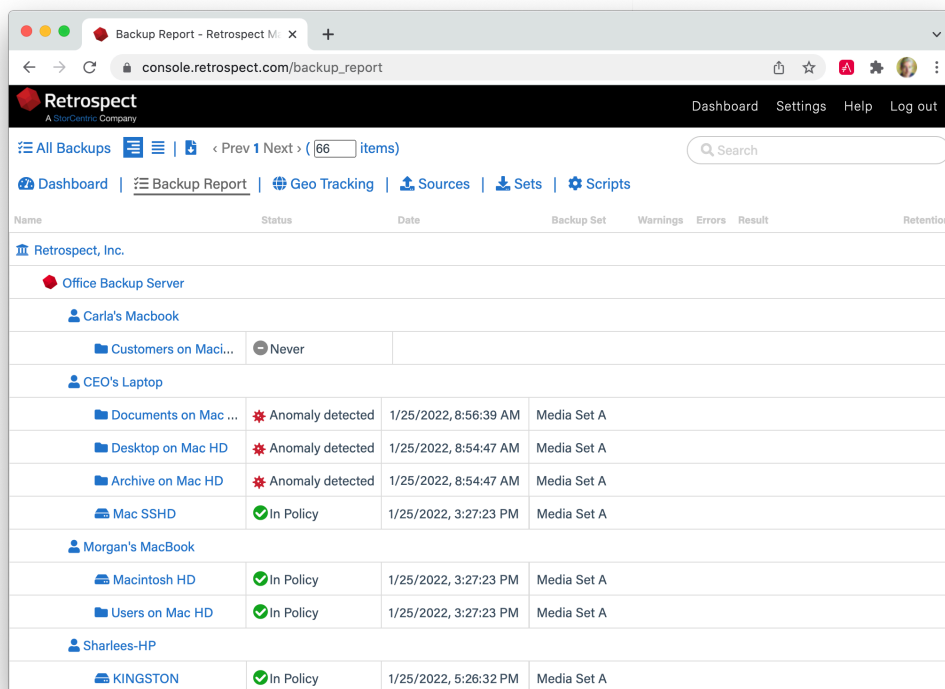 Backup Report - Retrospect Ma
console.retrospect.com/backup_report
Retrospect
A StorCentric Company
Dashboard Settings Help Log out
All Backups | ‹ Prev 1 Next › ( 66 items)
Search
Dashboard | Backup Report | Geo Tracking | Sources | Sets | Scripts
Name Status Date Backup Set Warnings Errors Result Retention
Retrospect, Inc.
Office Backup Server
Carla's Macbook
Customers on Maci... Never
CEO's Laptop
Documents on Mac ... Anomaly detected 1/25/2022, 8:56:39 AM Media Set A
Desktop on Mac HD Anomaly detected 1/25/2022, 8:54:47 AM Media Set A
Archive on Mac HD Anomaly detected 1/25/2022, 8:54:47 AM Media Set A
Mac SSHD In Policy 1/25/2022, 3:27:23 PM Media Set A
Morgan's MacBook
Macintosh HD In Policy 1/25/2022, 3:27:23 PM Media Set A
Users on Mac HD In Policy 1/25/2022, 3:27:23 PM Media Set A
Sharlees-HP
KINGSTON In Policy 1/25/2022, 5:26:32 PM Media Set A